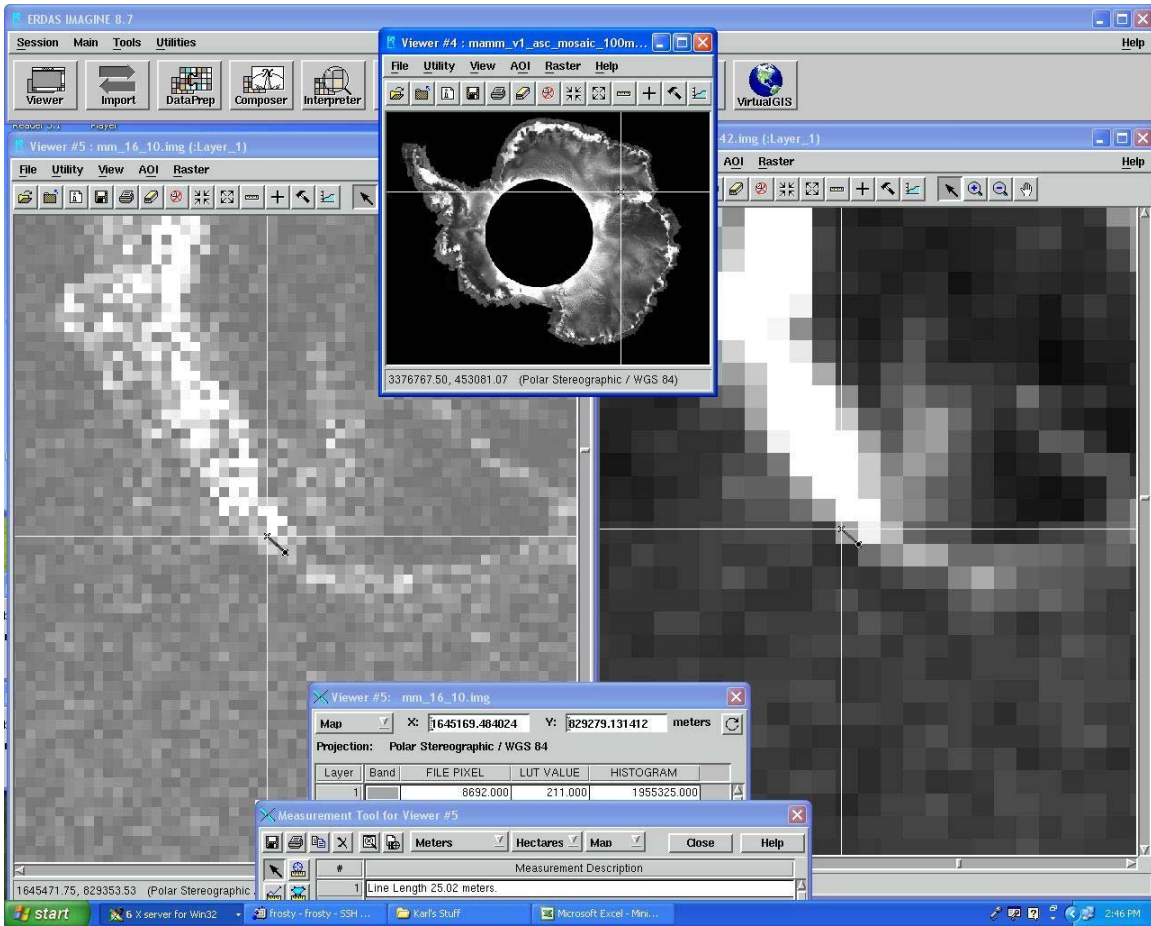 ERDAS IMAGINE 8.7
Session Main Tools Utilities Help
Viewer Import DataPrep Composer Interpreter VirtualGIS
Viewer #4 : mamm_v1_asc_mosaic_100m...
File Utility View AOI Raster Help
3376767.50, 453081.07 (Polar Stereographic / WGS 84)
Viewer #5 : mm_16_10.img (:Layer_1)
File Utility View AOI Raster
42.img (:Layer_1)
AOI Raster Help
Viewer #5: mm_16_10.img
Map X: 1645169.484024 Y: 829279.131412 meters
Projection: Polar Stereographic / WGS 84
Layer Band FILE PIXEL LUT VALUE HISTOGRAM
1 8692.000 211.000 1955325.000
Measurement Tool for Viewer #5
Meters Hectares Map Close Help
# Measurement Description
1 Line Length 25.02 meters.
1645471.75, 829353.53 (Polar Stereographic
start 6 X server for Win32 frosty - frosty - SSH ... Karl's Stuff Microsoft Excel - Mini... 2:46 PM